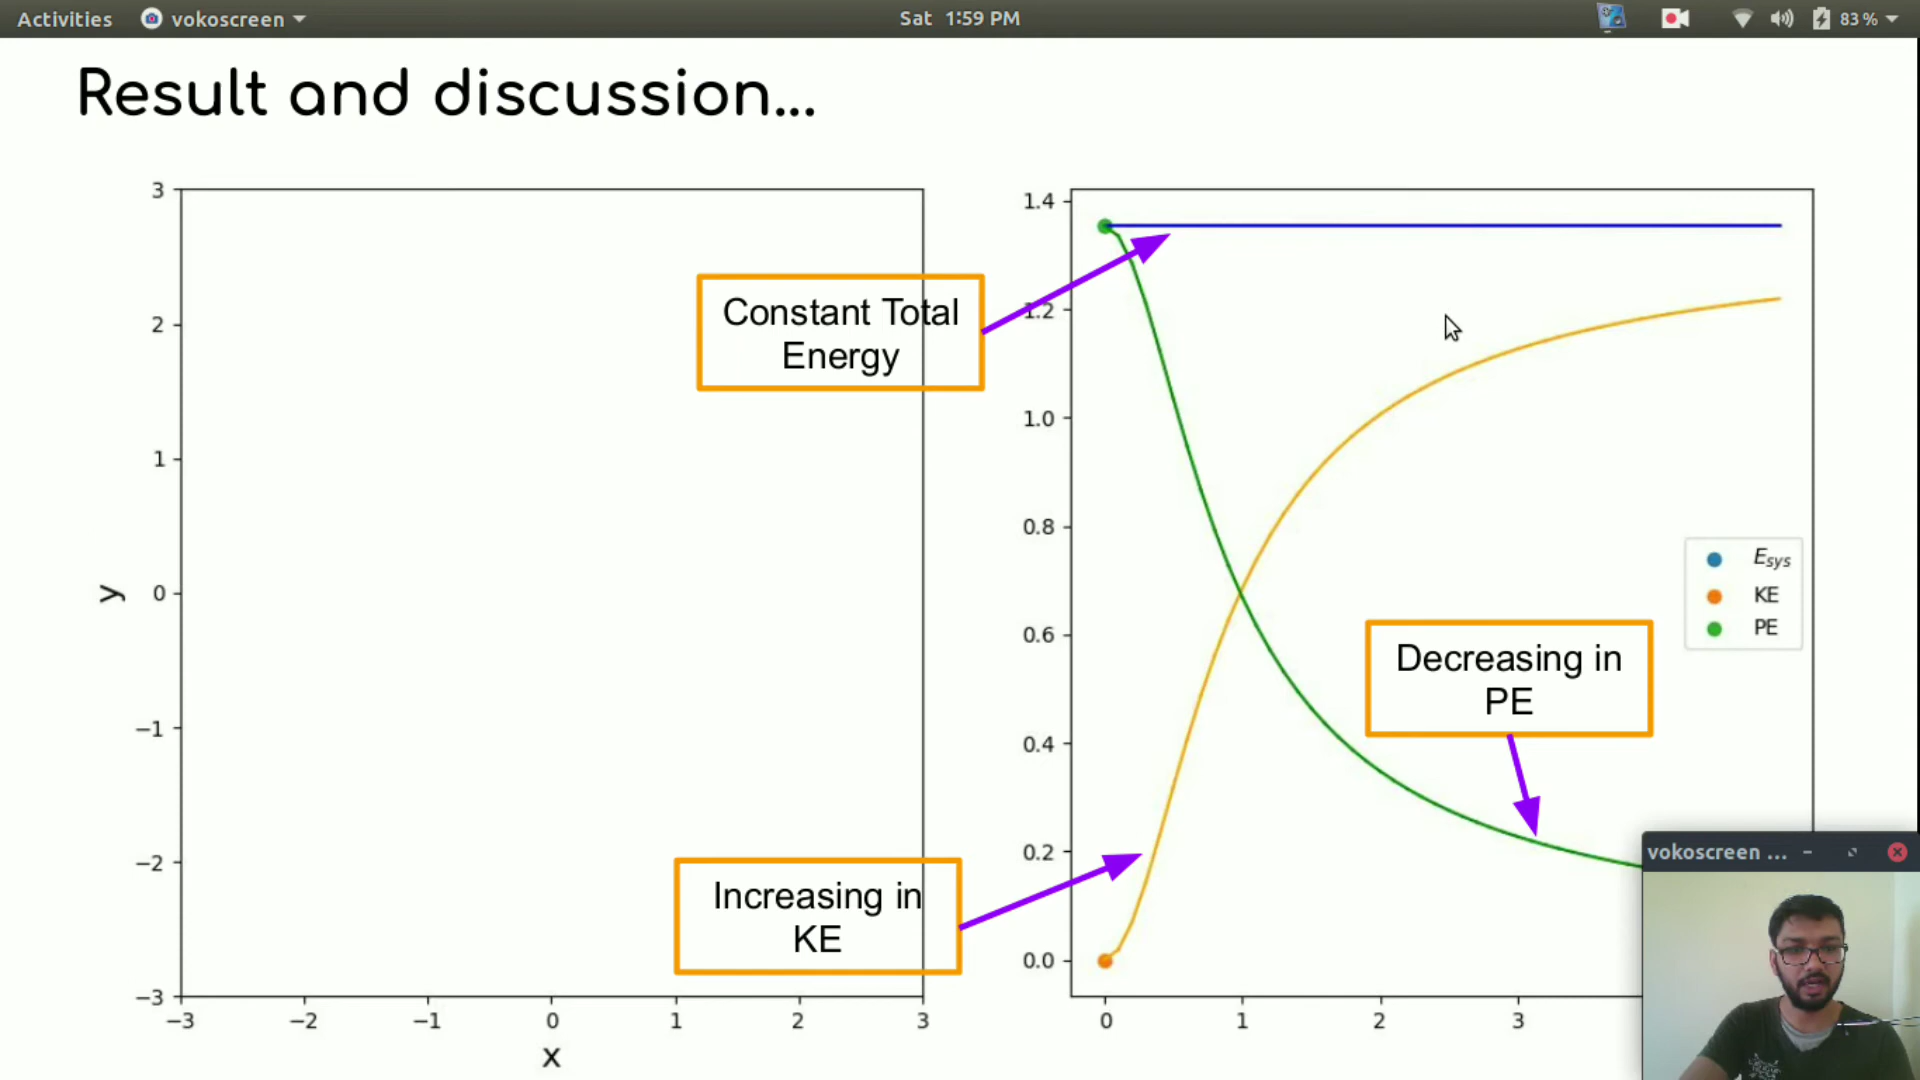 Activities vokoscreen Sat 1:59 PM 83 %
Result and discussion...
3
2
1
0
−1
−2
−3
y
−3 −2 −1 0 1 2 3
x
Constant Total
Energy
Increasing in
KE
1.4
1.2
1.0
0.8
0.6
0.4
0.2
0.0
0 1 2 3
Esys
KE
PE
Decreasing in
PE
vokoscreen ...